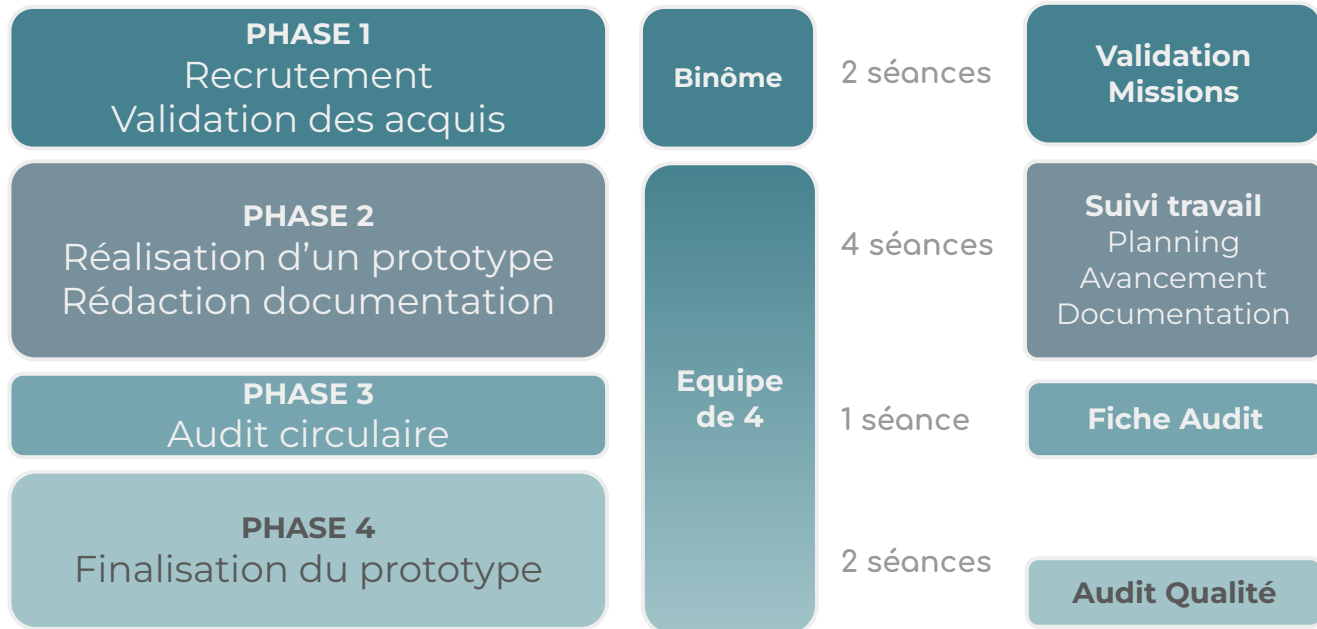 PHASE 1
Recrutement
Validation des acquis
Binôme
2 séances
Validation
Missions
PHASE 2
Réalisation d'un prototype
Rédaction documentation
4 séances
Suivi travail
Planning
Avancement
Documentation
Equipe
de 4
PHASE 3
Audit circulaire
1 séance
Fiche Audit
PHASE 4
Finalisation du prototype
2 séances
Audit Qualité